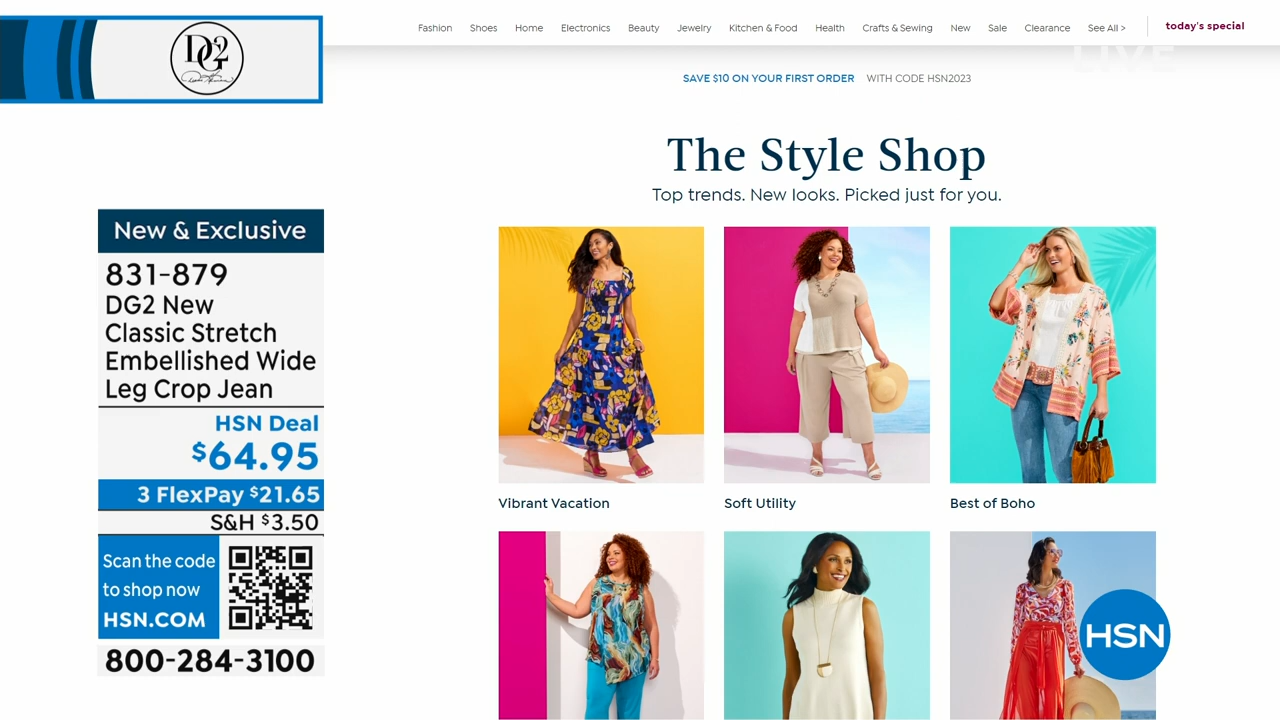 DG2
Fashion Shoes Home Electronics Beauty Jewelry Kitchen & Food Health Crafts & Sewing New Sale Clearance See All > today's special
LIVE
SAVE $10 ON YOUR FIRST ORDER WITH CODE HSN2023
The Style Shop
Top trends. New looks. Picked just for you.
New & Exclusive
831-879
DG2 New
Classic Stretch
Embellished Wide
Leg Crop Jean
HSN Deal
$64.95
3 FlexPay $21.65
S&H $3.50
Scan the code
to shop now
HSN.COM
800-284-3100
Vibrant Vacation
Soft Utility
Best of Boho
HSN